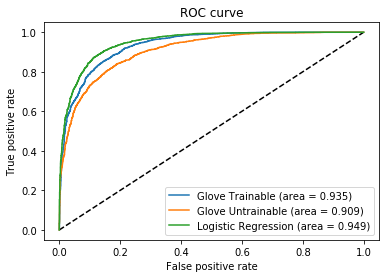 ROC curve
True positive rate
1.0
0.8
0.6
0.4
0.2
0.0
Glove Trainable (area = 0.935)
Glove Untrainable (area = 0.909)
Logistic Regression (area = 0.949)
0.0 0.2 0.4 0.6 0.8 1.0
False positive rate